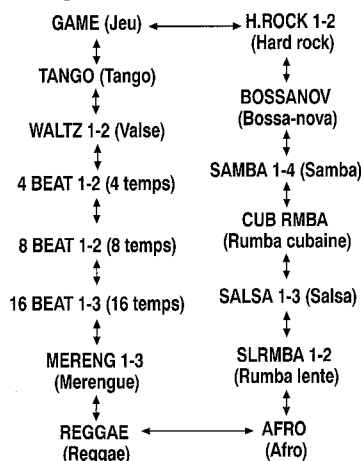 GAME (Jeu)
TANGO (Tango)
WALTZ 1-2 (Valse)
4 BEAT 1-2 (4 temps)
8 BEAT 1-2 (8 temps)
16 BEAT 1-3 (16 temps)
MERENG 1-3
(Merengue)
REGGAE
(Reggae)
H.ROCK 1-2
(Hard rock)
BOSSANOV
(Bossa-nova)
SAMBA 1-4 (Samba)
CUB RMBA
(Rumba cubaine)
SALSA 1-3 (Salsa)
SLRMBA 1-2
(Rumba lente)
AFRO
(Afro)